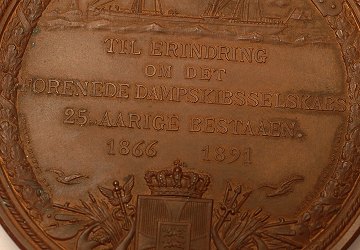 TIL ERINDRING
OM DET
FORENEDE DAMPSKIBSSELSKABS
25 AARIGE BESTAAEN.
1866 1891